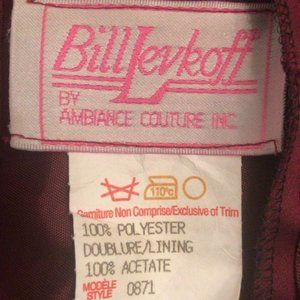 Bill Levkoff
BY
AMBIANCE COUTURE INC.
110°C
Garniture Non Comprise/Exclusive of Trim
100% POLYESTER
DOUBLURE/LINING
100% ACETATE
MODÈLE
STYLE 0871